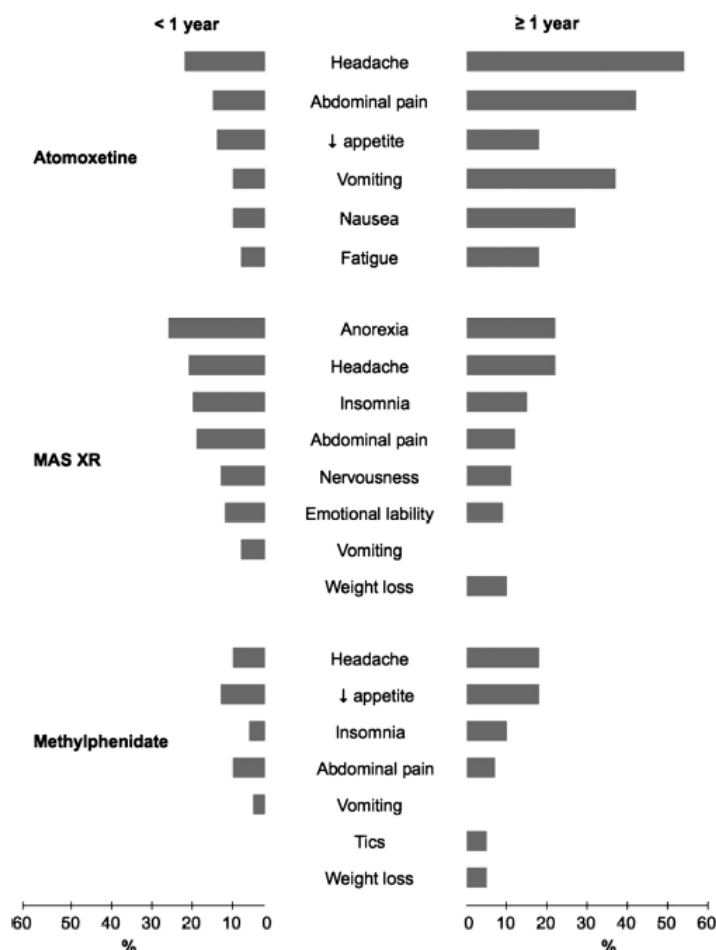 < 1 year ≥ 1 year
Headache
Abdominal pain
↓ appetite
Atomoxetine
Vomiting
Nausea
Fatigue
Anorexia
Headache
Insomnia
Abdominal pain
MAS XR
Nervousness
Emotional lability
Vomiting
Weight loss
Headache
↓ appetite
Insomnia
Methylphenidate
Abdominal pain
Vomiting
Tics
Weight loss
60 50 40 30 20 10 0 0 10 20 30 40 50 60
% %